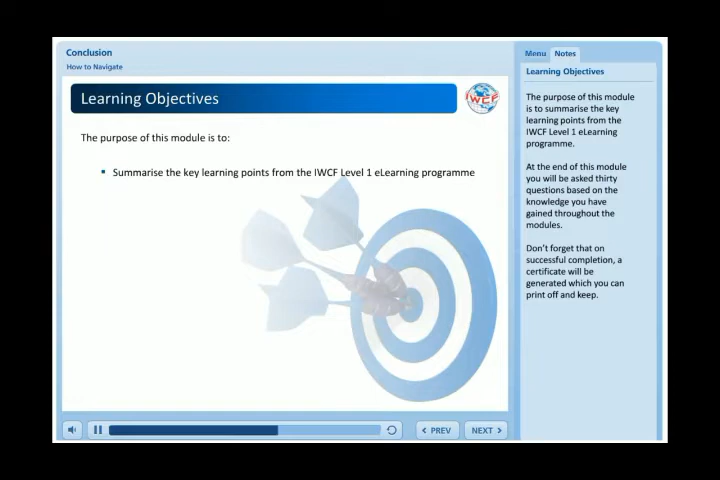 Conclusion
How to Navigate
Learning Objectives
IWCF
The purpose of this module is to:
Summarise the key learning points from the IWCF Level 1 eLearning programme
PREV
NEXT
Menu
Notes
Learning Objectives
The purpose of this module
is to summarise the key
learning points from the
IWCF Level 1 eLearning
programme.
At the end of this module
you will be asked thirty
questions based on the
knowledge you have
gained throughout the
modules.
Don't forget that on
successful completion, a
certificate will be
generated which you can
print off and keep.